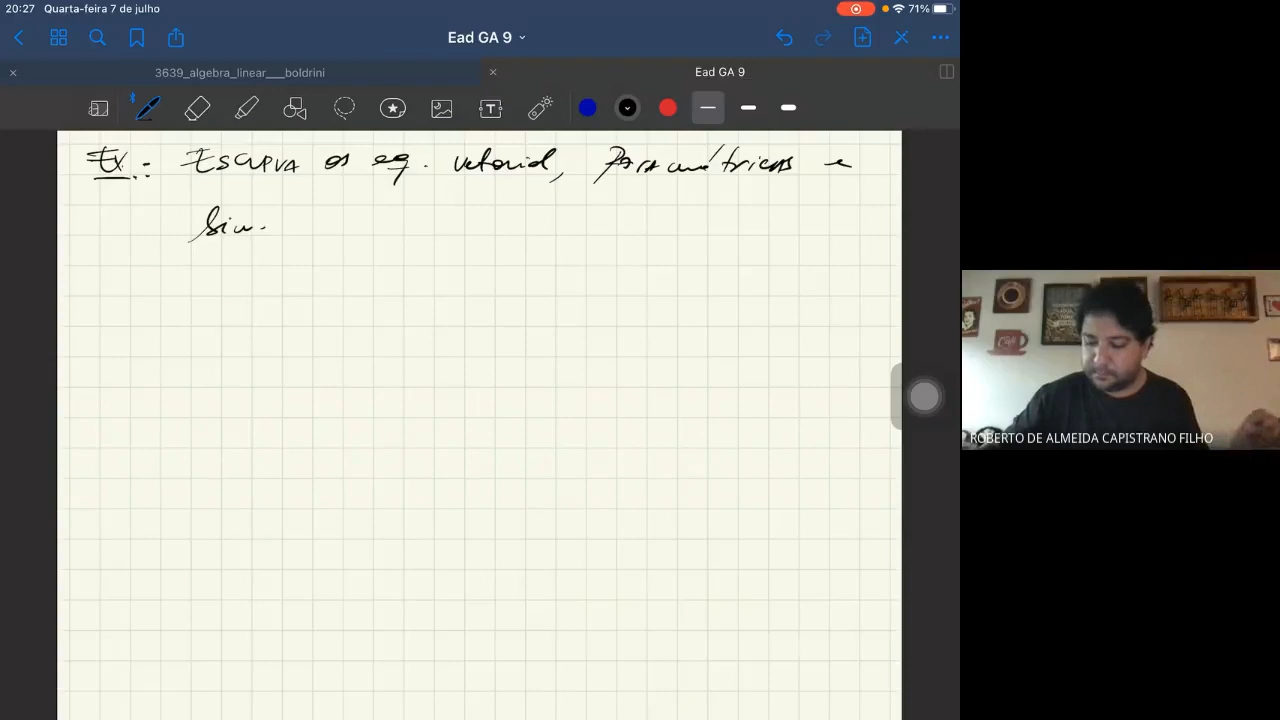 20:27 Quarta-feira 7 de julho
71%
Ead GA 9
3639_algebra_linear___boldrini
Ead GA 9
Ex.: Escreva as eq. vetorial, Paramétricas e
Sim.
ROBERTO DE ALMEIDA CAPISTRANO FILHO